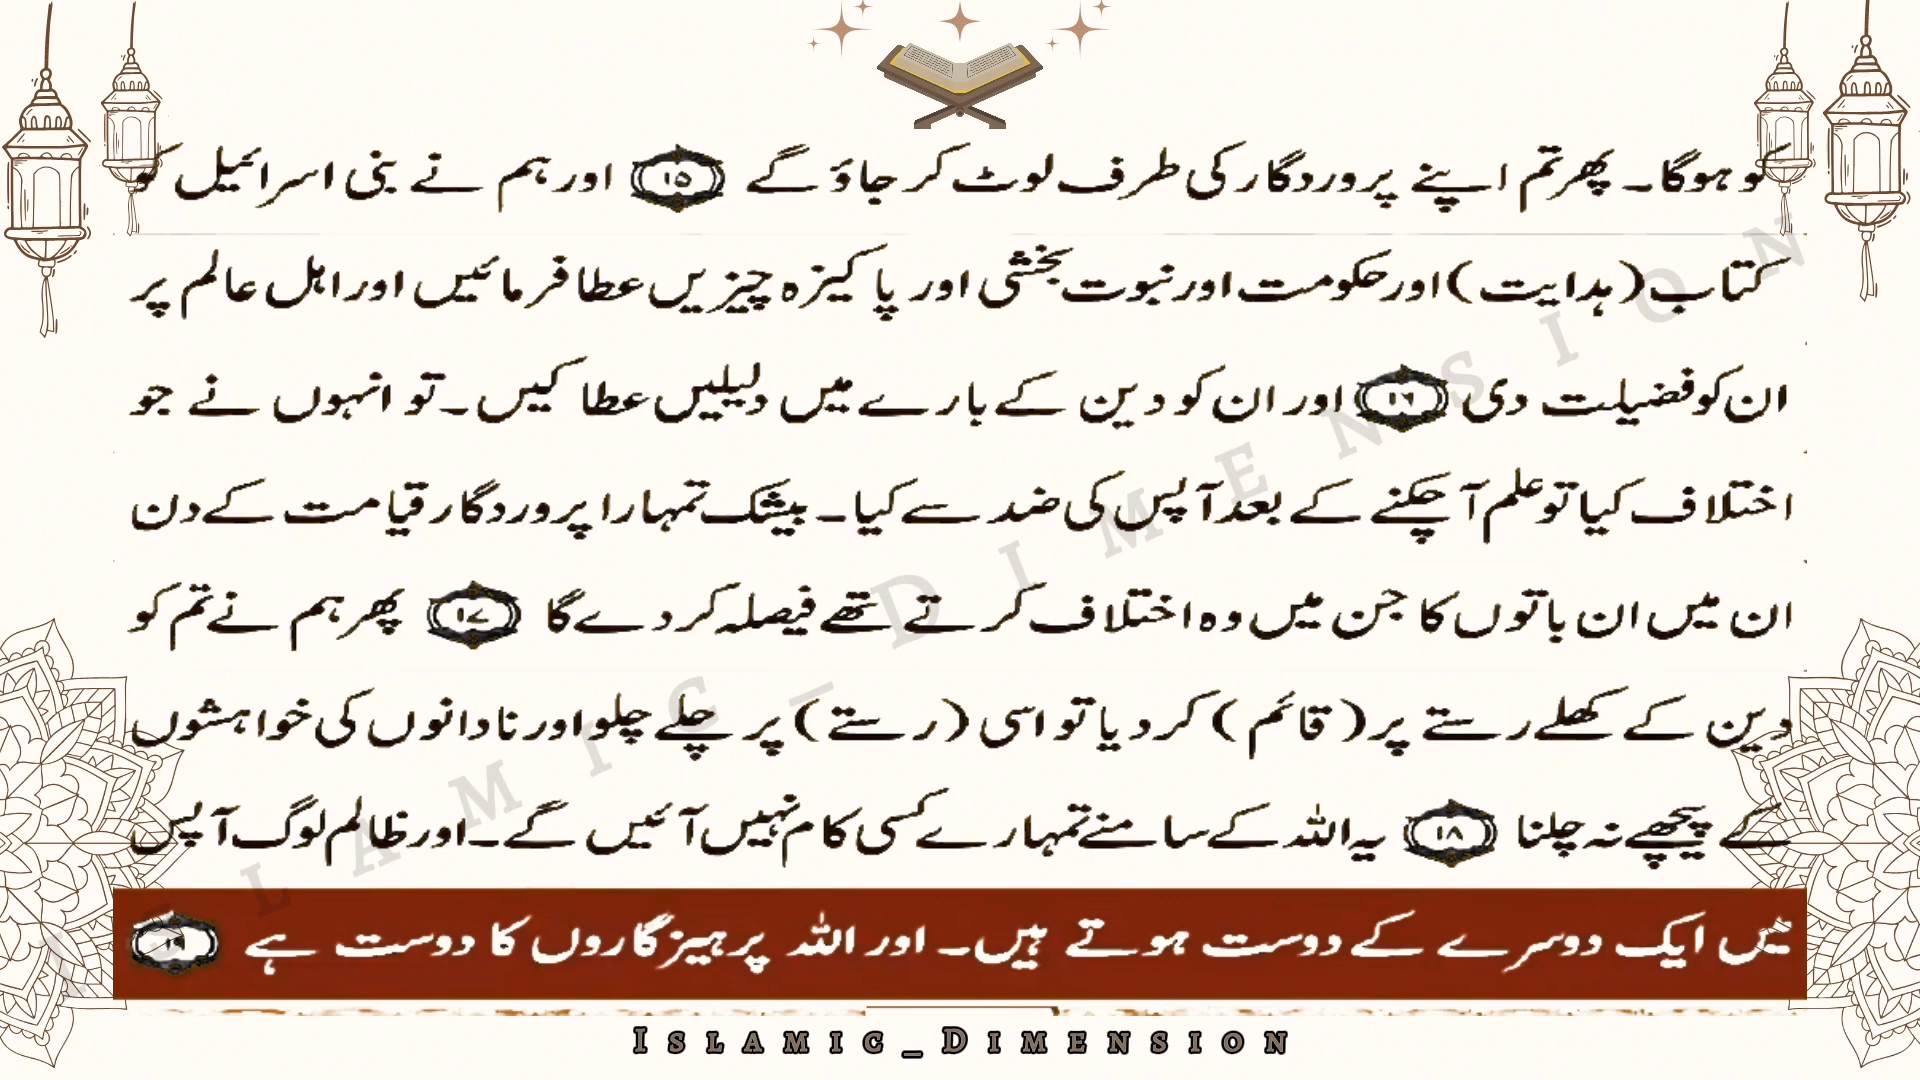 کو ہوگا۔ پھر تم اپنے پروردگار کی طرف لوٹ کر جاؤ گے ۱۵ اور ہم نے بنی اسرائیل کو
کتاب (ہدایت) اور حکومت اور نبوت بخشی اور پاکیزہ چیزیں عطا فرمائیں اور اہل عالم پر
ان کو فضیلت دی ۱۶ اور ان کو دین کے بارے میں دلیلیں عطا کیں۔ تو انہوں نے جو
اختلاف کیا تو علم آچکنے کے بعد آپس کی ضد سے کیا۔ بیشک تمہارا پروردگار قیامت کے دن
ان میں ان باتوں کا جن میں وہ اختلاف کرتے تھے فیصلہ کردے گا ۱۷ پھر ہم نے تم کو
دین کے کھلے رستے پر (قائم) کردیا تو اسی (رستے) پر چلے چلو اور نادانوں کی خواہشوں
کے پیچھے نہ چلنا ۱۸ یہ اللہ کے سامنے تمہارے کسی کام نہیں آئیں گے۔ اور ظالم لوگ آپس
میں ایک دوسرے کے دوست ہوتے ہیں۔ اور اللہ پرہیزگاروں کا دوست ہے ۱۹
ISLAMIC_DIMENSION
ISLAMIC_DIMENSION